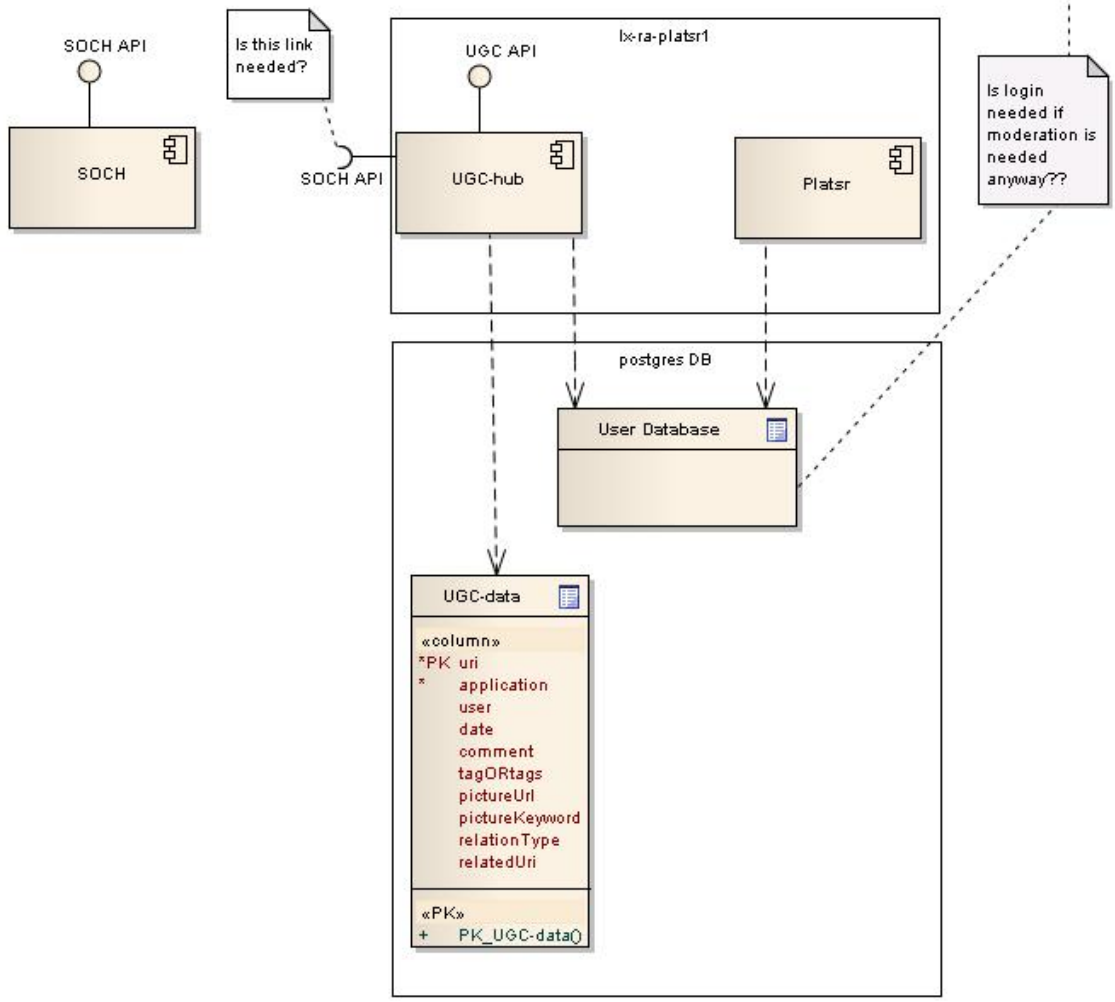 SOCH API
SOCH
Is this link
needed?
SOCH API
lx-ra-platsr1
UGC API
UGC-hub
Platsr
Is login
needed if
moderation is
needed
anyway??
postgres DB
User Database
UGC-data
«column»
*PK uri
* application
user
date
comment
tagORtags
pictureUrl
pictureKeyword
relationType
relatedUri
«PK»
+ PK_UGC-data()